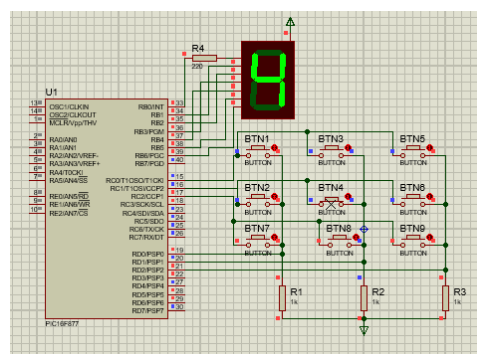 R4
220
U1
13 OSC1/CLKIN RB0/INT 33
14 OSC2/CLKOUT RB1 34
1 MCLR/Vpp/THV RB2 35
RB3/PGM 36
2 RA0/AN0 RB4 37
3 RA1/AN1 RB5 38
4 RA2/AN2/VREF- RB6/PGC 39
5 RA3/AN3/VREF+ RB7/PGD 40
6 RA4/T0CKI
7 RA5/AN4/SS RC0/T1OSO/T1CKI 15
RC1/T1OSI/CCP2 16
8 RE0/AN5/RD RC2/CCP1 17
9 RE1/AN6/WR RC3/SCK/SCL 18
10 RE2/AN7/CS RC4/SDI/SDA 23
RC5/SDO 24
RC6/TX/CK 25
RC7/RX/DT 26
RD0/PSP0 19
RD1/PSP1 20
RD2/PSP2 21
RD3/PSP3 22
RD4/PSP4 27
RD5/PSP5 28
RD6/PSP6 29
RD7/PSP7 30
PIC16F877
4
BTN1 BTN3 BTN5
BUTTON BUTTON BUTTON
BTN2 BTN4 BTN6
BUTTON BUTTON BUTTON
BTN7 BTN8 BTN9
BUTTON BUTTON BUTTON
R1 R2 R3
1k 1k 1k